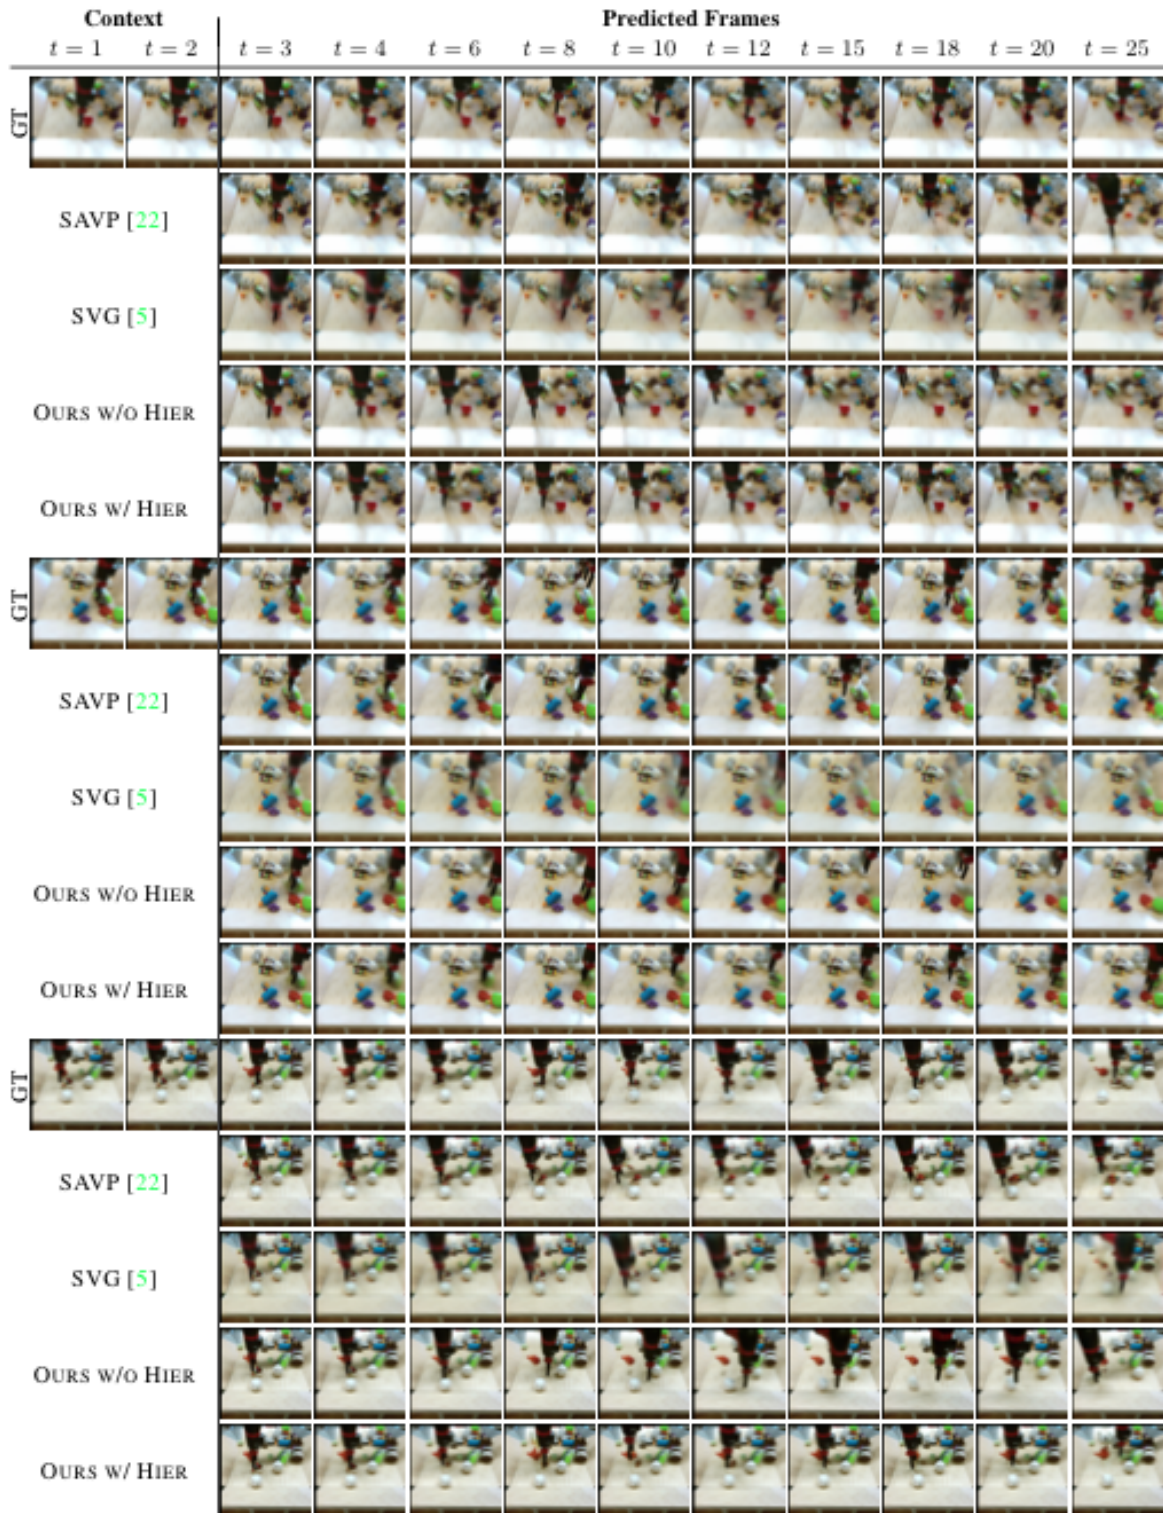 Context Predicted Frames
t = 1 t = 2 t = 3 t = 4 t = 6 t = 8 t = 10 t = 12 t = 15 t = 18 t = 20 t = 25
GT
SAVP [22]
SVG [5]
OURS W/O HIER
OURS W/ HIER
GT
SAVP [22]
SVG [5]
OURS W/O HIER
OURS W/ HIER
GT
SAVP [22]
SVG [5]
OURS W/O HIER
OURS W/ HIER